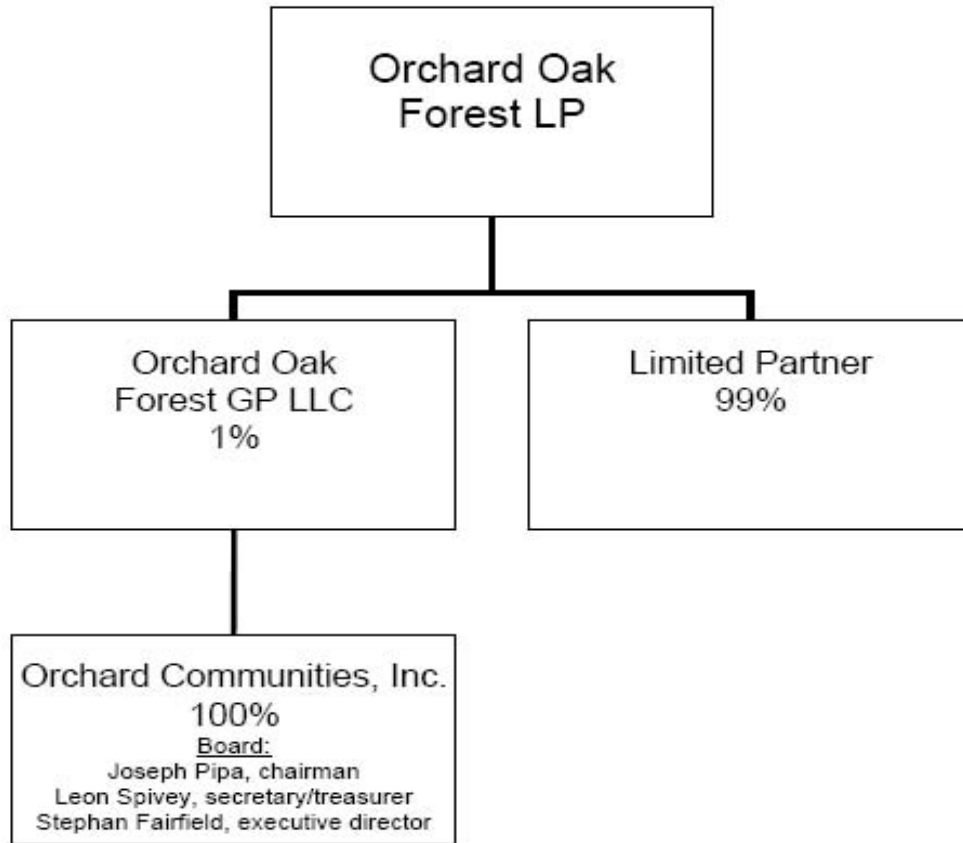 Orchard Oak
Forest LP
Orchard Oak
Forest GP LLC
1%
Limited Partner
99%
Orchard Communities, Inc.
100%
Board:
Joseph Pipa, chairman
Leon Spivey, secretary/treasurer
Stephan Fairfield, executive director